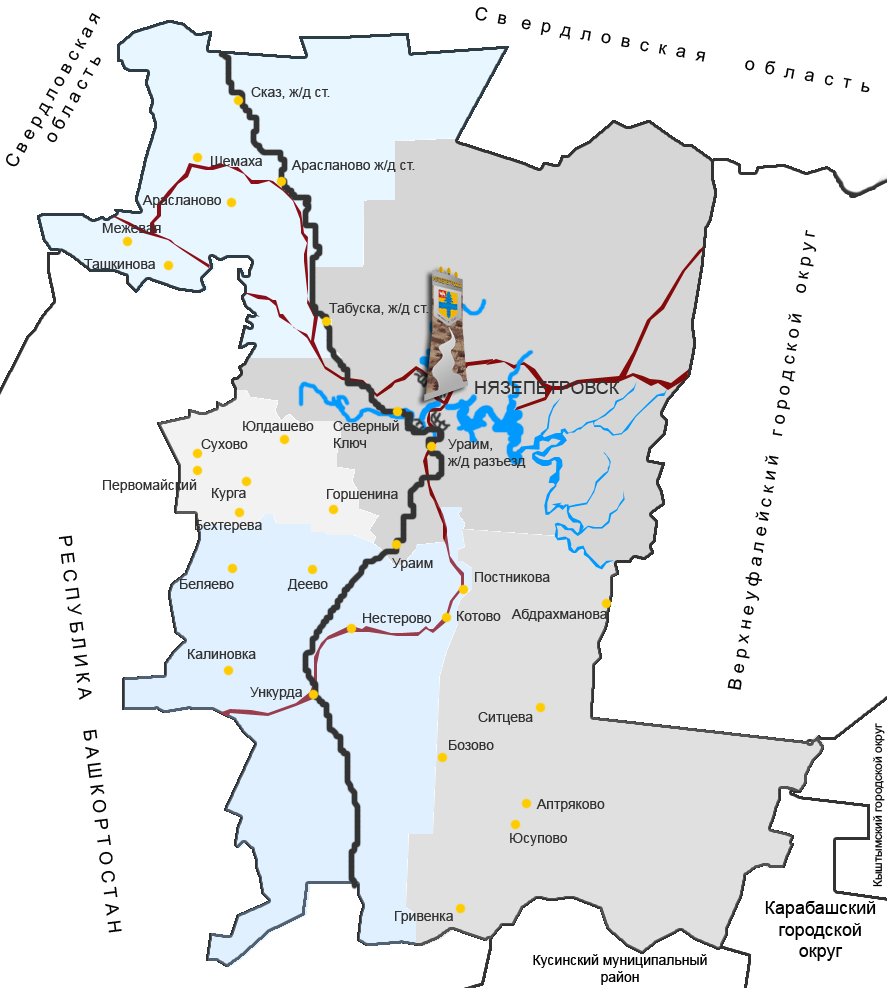 Свердловская область
Свердловская
область
Сказ, ж/д ст.
Шемаха
Арасланово ж/д ст.
Арасланово
Межевая
Ташкинова
Табуска, ж/д ст.
НЯЗЕПЕТРОВСК
Северный
Ключ
Ураим,
ж/д разъезд
Юлдашево
Сухово
Первомайский
Курга
Горшенина
Бехтерева
Ураим
Беляево
Деево
Постникова
Абдрахманова
Нестерово
Котово
Калиновка
Ункурда
Ситцева
Бозово
Аптряково
Юсупово
Гривенка
РЕСПУБЛИКА БАШКОРТОСТАН
Верхнеуфалейский городской округ
Кыштымский городской округ
Карабашский
городской
округ
Кусинский муниципальный
район